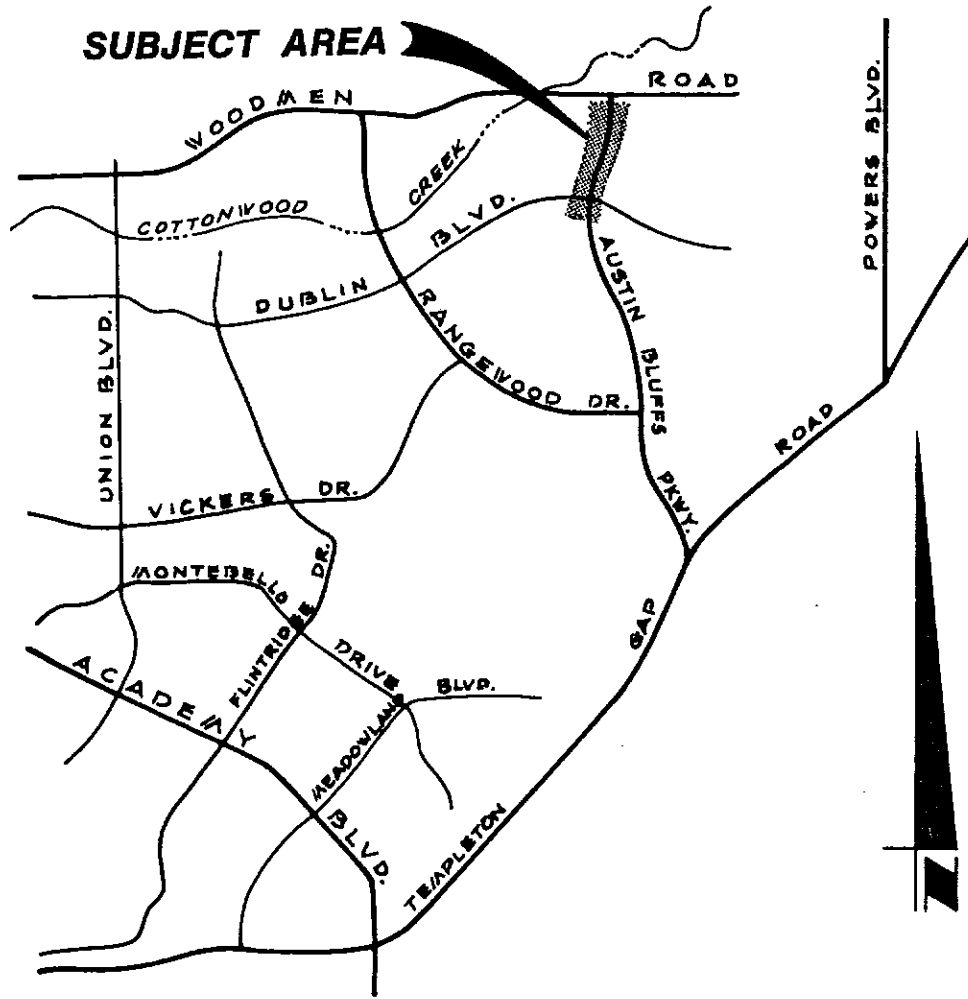 SUBJECT AREA
WOODMEN ROAD
POWERS BLVD.
COTTONWOOD CREEK
DUBLIN BLVD.
UNION BLVD.
RANGEWOOD DR.
AUSTIN BLUFFS PKWY.
VICKERS DR.
MONTEBELLO DRIVE
FLINTRIDGE DR.
ACADEMY BLVD.
MEADOWLAND BLVD.
TEMPLETON GAP ROAD
N